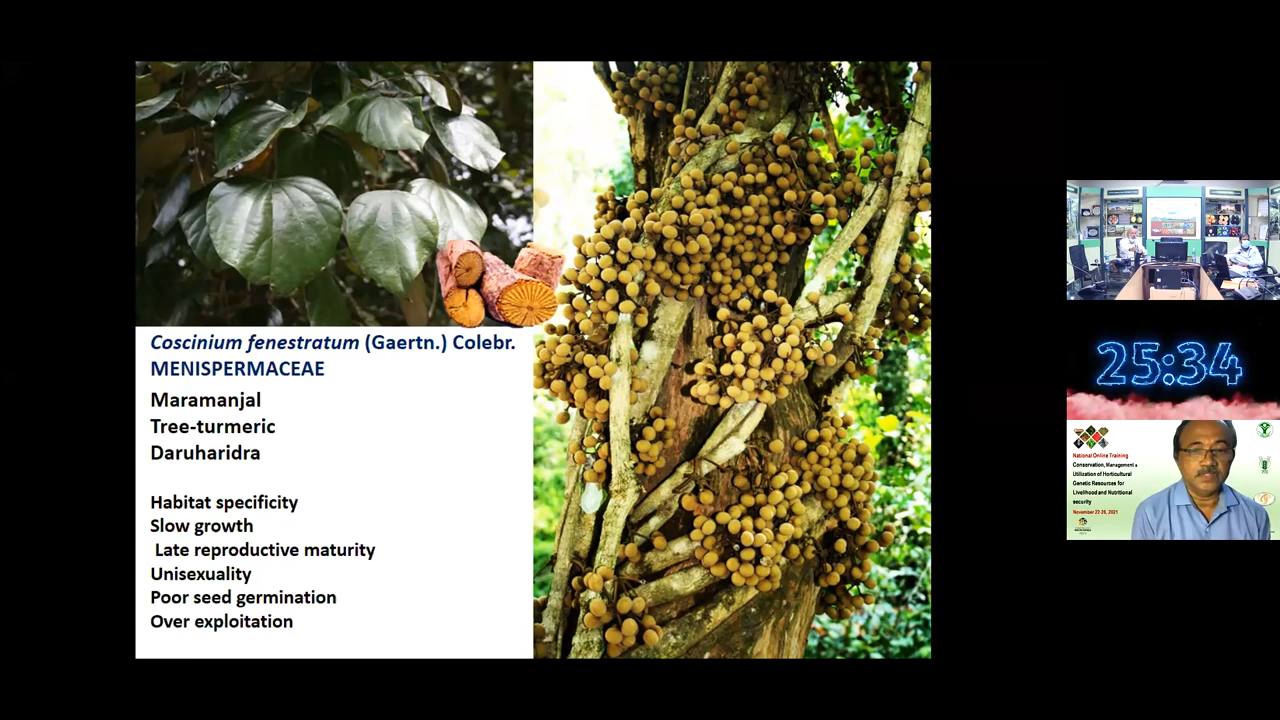 Coscinium fenestratum (Gaertn.) Colebr.
MENISPERMACEAE
Maramanjal
Tree-turmeric
Daruharidra
Habitat specificity
Slow growth
Late reproductive maturity
Unisexuality
Poor seed germination
Over exploitation
25:34
National Online Training
Conservation, Management &
Utilization of Horticultural
Genetic Resources for
Livelihood and Nutritional
security
November 22-26, 2021